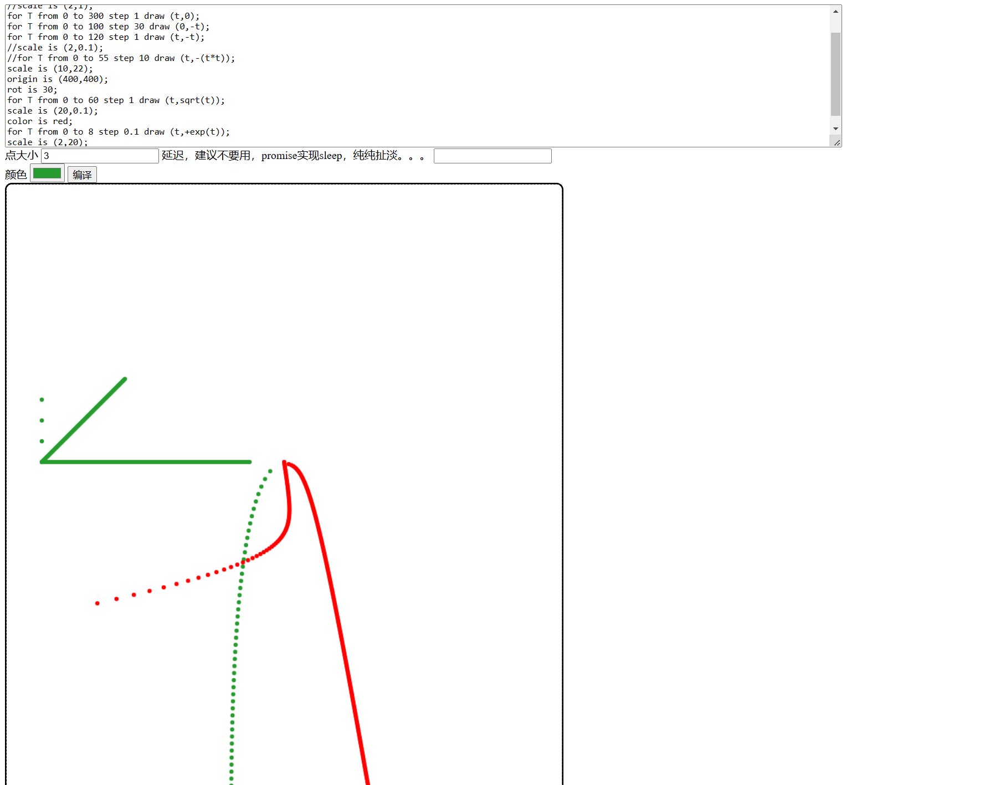 //scale is (2,1);
for T from 0 to 300 step 1 draw (t,0);
for T from 0 to 100 step 30 draw (0,-t);
for T from 0 to 120 step 1 draw (t,-t);
//scale is (2,0.1);
//for T from 0 to 55 step 10 draw (t,-(t*t));
scale is (10,22);
origin is (400,400);
rot is 30;
for T from 0 to 60 step 1 draw (t,sqrt(t));
scale is (20,0.1);
color is red;
for T from 0 to 8 step 0.1 draw (t,+exp(t));
scale is (2,20);
点大小 3 延迟，建议不要用，promise实现sleep，纯纯扯淡。。。
颜色 编译